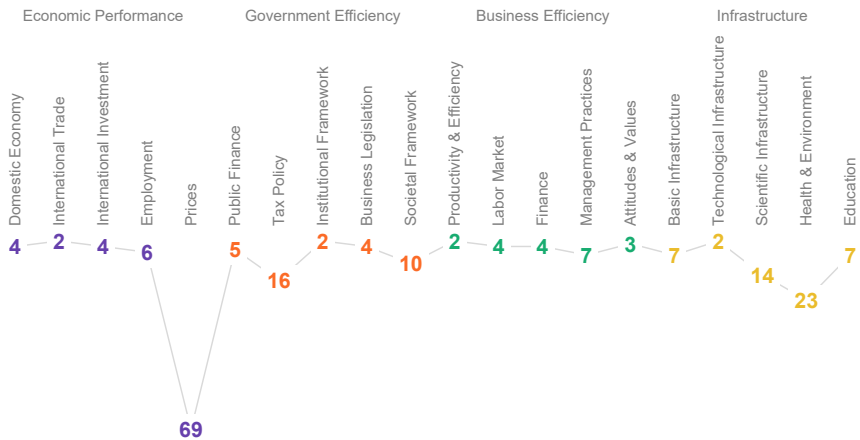 Economic Performance
Government Efficiency
Business Efficiency
Infrastructure
Domestic Economy
International Trade
International Investment
Employment
Prices
Public Finance
Tax Policy
Institutional Framework
Business Legislation
Societal Framework
Productivity & Efficiency
Labor Market
Finance
Management Practices
Attitudes & Values
Basic Infrastructure
Technological Infrastructure
Scientific Infrastructure
Health & Environment
Education
4
2
4
6
69
5
16
2
4
10
2
4
4
7
3
7
2
14
23
7